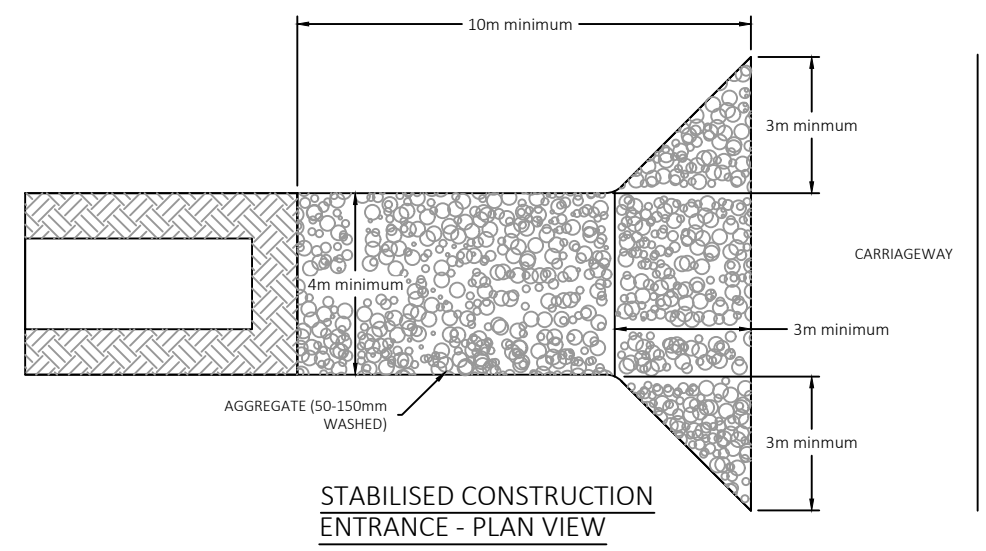 10m minimum
3m minmum
CARRIAGEWAY
4m minimum
3m minimum
AGGREGATE (50-150mm
WASHED)
3m minmum
STABILISED CONSTRUCTION
ENTRANCE - PLAN VIEW